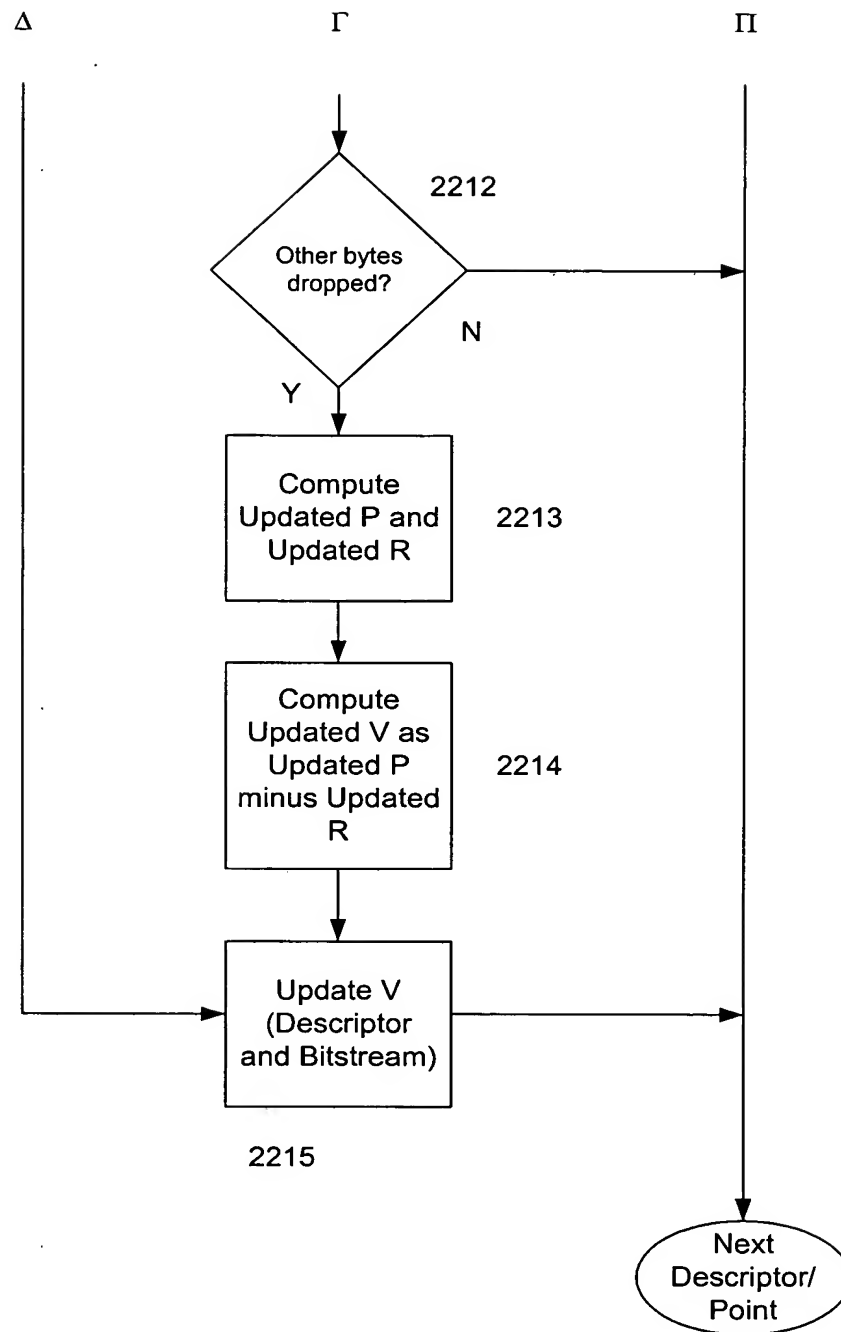 Δ Γ Π
2212
Other bytes
dropped?
N
Y
Compute
Updated P and
Updated R
2213
Compute
Updated V as
Updated P
minus Updated
R
2214
Update V
(Descriptor
and Bitstream)
2215
Next
Descriptor/
Point